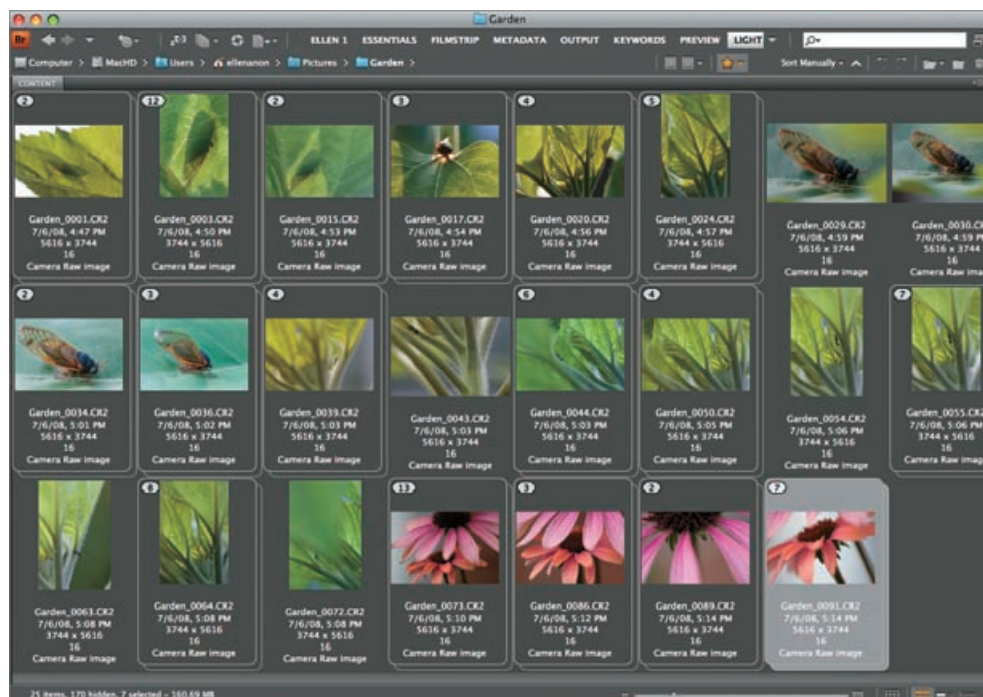 Garden
Br ELLEN 1 ESSENTIALS FILMSTRIP METADATA OUTPUT KEYWORDS PREVIEW LIGHT
Computer > MacHD > Users > ellenanon > Pictures > Garden > Sort Manually
CONTENT
2 12 2 3 4 5
Garden_0001.CR2 Garden_0003.CR2 Garden_0015.CR2 Garden_0017.CR2 Garden_0020.CR2 Garden_0024.CR2 Garden_0029.CR2 Garden_0030.CR
7/6/08, 4:47 PM 7/6/08, 4:50 PM 7/6/08, 4:53 PM 7/6/08, 4:54 PM 7/6/08, 4:56 PM 7/6/08, 4:57 PM 7/6/08, 4:59 PM 7/6/08, 4:59 PM
5616 x 3744 3744 x 5616 5616 x 3744 5616 x 3744 5616 x 3744 3744 x 5616 5616 x 3744 5616 x 3744
16 16 16 16 16 16 16 16
Camera Raw image Camera Raw image Camera Raw image Camera Raw image Camera Raw image Camera Raw image Camera Raw image Camera Raw ima
2 3 4 6 4 7
Garden_0034.CR2 Garden_0036.CR2 Garden_0039.CR2 Garden_0043.CR2 Garden_0044.CR2 Garden_0050.CR2 Garden_0054.CR2 Garden_0055.CR
7/6/08, 5:01 PM 7/6/08, 5:02 PM 7/6/08, 5:03 PM 7/6/08, 5:03 PM 7/6/08, 5:03 PM 7/6/08, 5:05 PM 7/6/08, 5:06 PM 7/6/08, 5:06 PM
5616 x 3744 5616 x 3744 5616 x 3744 5616 x 3744 5616 x 3744 5616 x 3744 3744 x 5616 3744 x 5616
16 16 16 16 16 16 16 16
Camera Raw image Camera Raw image Camera Raw image Camera Raw image Camera Raw image Camera Raw image Camera Raw image Camera Raw ima
8 13 3 2 7
Garden_0063.CR2 Garden_0064.CR2 Garden_0072.CR2 Garden_0073.CR2 Garden_0086.CR2 Garden_0089.CR2 Garden_0091.CR2
7/6/08, 5:08 PM 7/6/08, 5:08 PM 7/6/08, 5:08 PM 7/6/08, 5:10 PM 7/6/08, 5:12 PM 7/6/08, 5:14 PM 7/6/08, 5:14 PM
3744 x 5616 3744 x 5616 3744 x 5616 5616 x 3744 5616 x 3744 5616 x 3744 5616 x 3744
16 16 16 16 16 16 16
Camera Raw image Camera Raw image Camera Raw image Camera Raw image Camera Raw image Camera Raw image Camera Raw image
25 items, 170 hidden, 7 selected - 160.69 MB